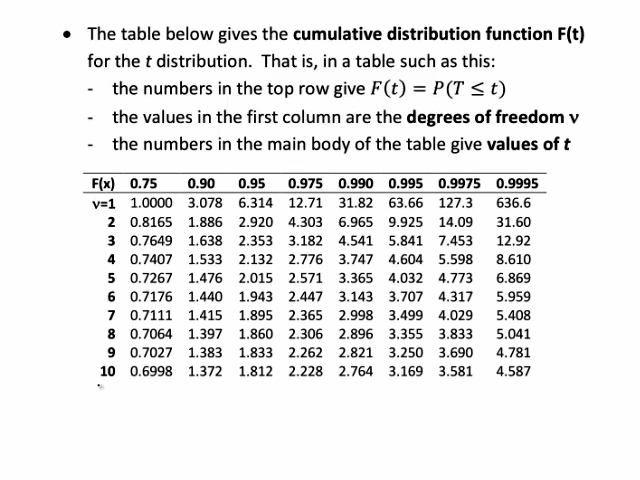 • The table below gives the cumulative distribution function F(t)
for the t distribution. That is, in a table such as this:
- the numbers in the top row give F(t) = P(T ≤ t)
- the values in the first column are the degrees of freedom ν
- the numbers in the main body of the table give values of t
F(x) 0.75 0.90 0.95 0.975 0.990 0.995 0.9975 0.9995
ν=1 1.0000 3.078 6.314 12.71 31.82 63.66 127.3 636.6
2 0.8165 1.886 2.920 4.303 6.965 9.925 14.09 31.60
3 0.7649 1.638 2.353 3.182 4.541 5.841 7.453 12.92
4 0.7407 1.533 2.132 2.776 3.747 4.604 5.598 8.610
5 0.7267 1.476 2.015 2.571 3.365 4.032 4.773 6.869
6 0.7176 1.440 1.943 2.447 3.143 3.707 4.317 5.959
7 0.7111 1.415 1.895 2.365 2.998 3.499 4.029 5.408
8 0.7064 1.397 1.860 2.306 2.896 3.355 3.833 5.041
9 0.7027 1.383 1.833 2.262 2.821 3.250 3.690 4.781
10 0.6998 1.372 1.812 2.228 2.764 3.169 3.581 4.587